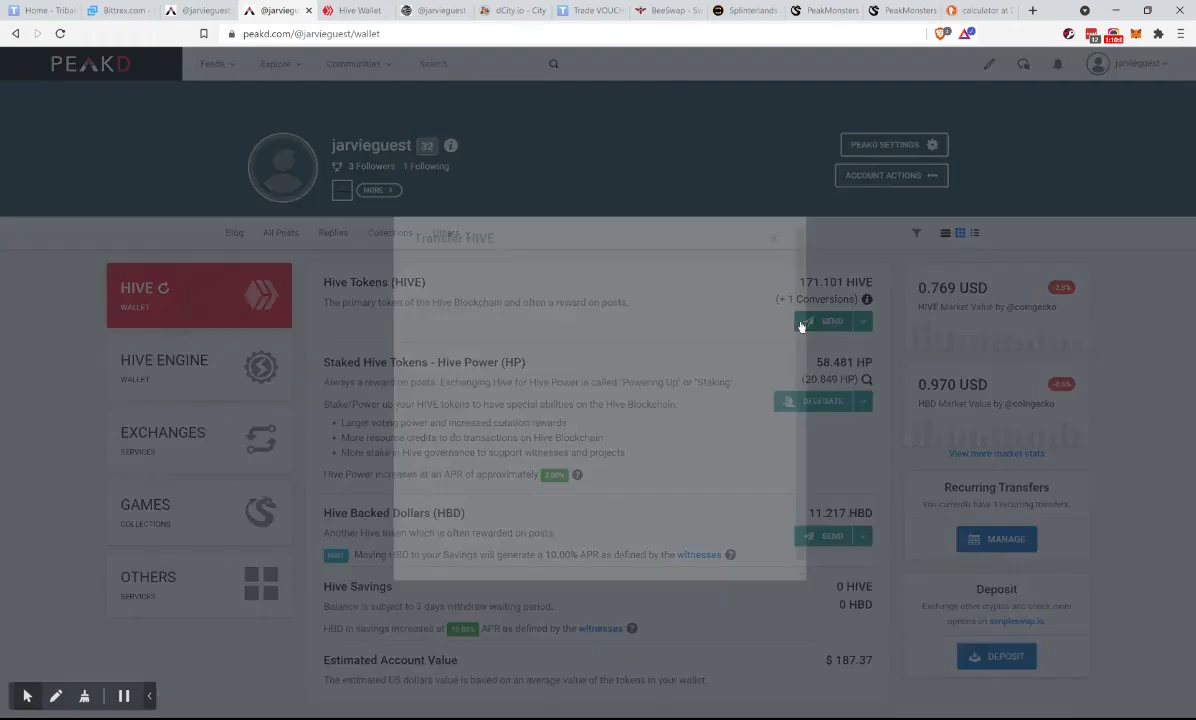 Home - Tribal
Bittrex.com -
@jarvieguest
@jarviegu
Hive Wallet
@jarvieguest
dCity.io - City
Trade VOUCH
BeeSwap - Sw
Splinterlands
PeakMonsters
PeakMonsters
calculator at D
peakd.com/@jarvieguest/wallet
PEAKD
Feeds
Explore
Communities
Search
jarvieguest
jarvieguest 32
3 Followers 1 Following
MORE
PEAKD SETTINGS
ACCOUNT ACTIONS
Blog
All Posts
Replies
Collections
Others
Transfer HIVE
HIVE
WALLET
HIVE ENGINE
WALLET
EXCHANGES
SERVICES
GAMES
COLLECTIONS
OTHERS
SERVICES
Hive Tokens (HIVE)
The primary token of the Hive Blockchain and often a reward on posts.
171.101 HIVE
(+ 1 Conversions)
SEND
Staked Hive Tokens - Hive Power (HP)
58.481 HP
(20.849 HP)
DELEGATE
Always a reward on posts. Exchanging Hive for Hive Power is called "Powering Up" or "Staking"
Stake/Power up your HIVE tokens to have special abilities on the Hive Blockchain:
• Larger voting power and increased curation rewards
• More resource credits to do transactions on Hive Blockchain
• More stake in Hive governance to support witnesses and projects
Hive Power increases at an APR of approximately
Hive Backed Dollars (HBD)
11.217 HBD
Another Hive token which is often rewarded on posts.
SEND
Moving HBD to your Savings will generate a 10.00% APR as defined by the witnesses
Hive Savings
0 HIVE
Balance is subject to 3 days withdraw waiting period.
0 HBD
HBD in savings increases at 10.00% APR as defined by the witnesses
Estimated Account Value
$ 187.37
The estimated US dollars value is based on an average value of the tokens in your wallet.
0.769 USD
HIVE Market Value by @coingecko
0.970 USD
HBD Market Value by @coingecko
View more market stats
Recurring Transfers
You currently have 1 recurring transfers.
MANAGE
Deposit
Exchange other cryptos and check more
options on simpleswap.io.
DEPOSIT